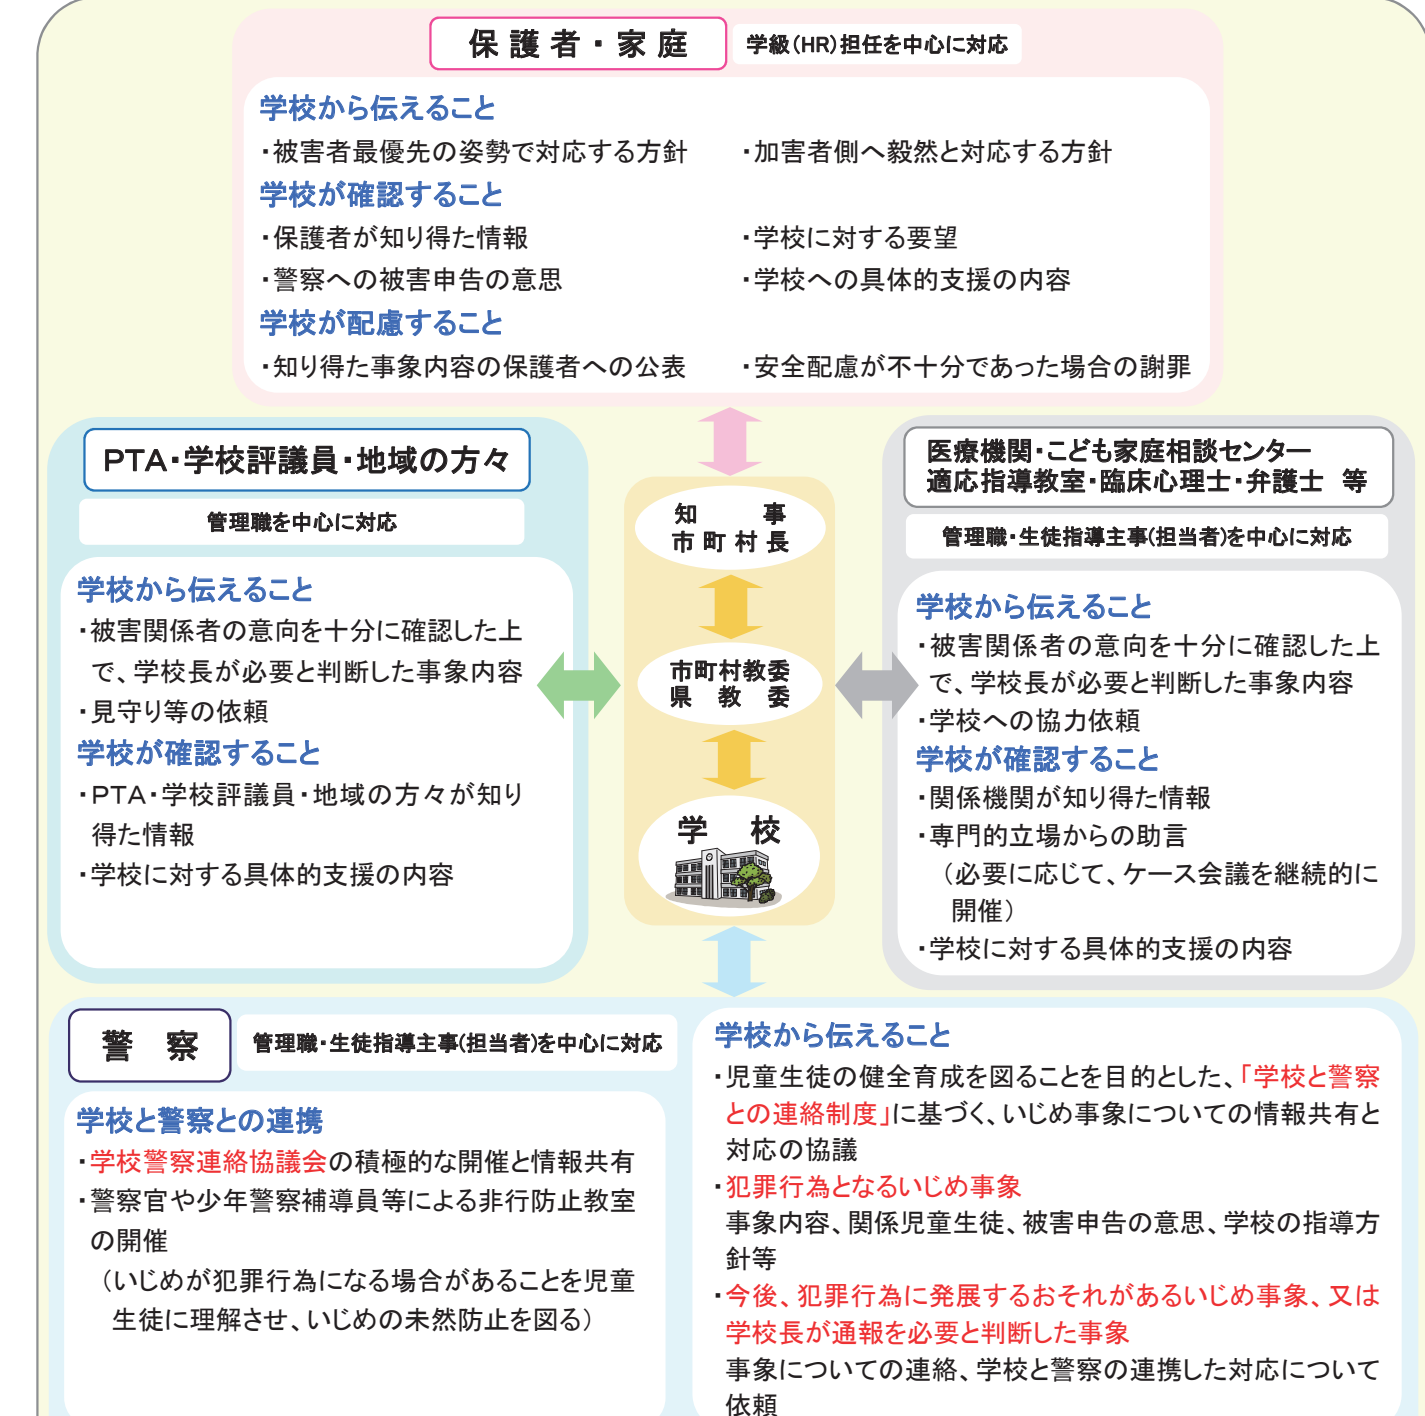 保護者・家庭
学級(HR)担任を中心に対応
学校から伝えること
・被害者最優先の姿勢で対応する方針
・加害者側へ毅然と対応する方針
学校が確認すること
・保護者が知り得た情報
・学校に対する要望
・警察への被害申告の意思
・学校への具体的支援の内容
学校が配慮すること
・知り得た事象内容の保護者への公表
・安全配慮が不十分であった場合の謝罪
PTA・学校評議員・地域の方々
管理職を中心に対応
学校から伝えること
・被害関係者の意向を十分に確認した上
で、学校長が必要と判断した事象内容
・見守り等の依頼
学校が確認すること
・PTA・学校評議員・地域の方々が知り
得た情報
・学校に対する具体的支援の内容
知事
市町村長
市町村教委
県教委
学校
医療機関・こども家庭相談センター
適応指導教室・臨床心理士・弁護士 等
管理職・生徒指導主事(担当者)を中心に対応
学校から伝えること
・被害関係者の意向を十分に確認した上
で、学校長が必要と判断した事象内容
・学校への協力依頼
学校が確認すること
・関係機関が知り得た情報
・専門的立場からの助言
（必要に応じて、ケース会議を継続的に
開催）
・学校に対する具体的支援の内容
警察
管理職・生徒指導主事(担当者)を中心に対応
学校と警察との連携
・学校警察連絡協議会の積極的な開催と情報共有
・警察官や少年警察補導員等による非行防止教室
の開催
（いじめが犯罪行為になる場合があることを児童
生徒に理解させ、いじめの未然防止を図る）
学校から伝えること
・児童生徒の健全育成を図ることを目的とした、「学校と警察
との連絡制度」に基づく、いじめ事象についての情報共有と
対応の協議
・犯罪行為となるいじめ事象
事象内容、関係児童生徒、被害申告の意思、学校の指導方
針等
・今後、犯罪行為に発展するおそれがあるいじめ事象、又は
学校長が通報を必要と判断した事象
事象についての連絡、学校と警察の連携した対応について
依頼